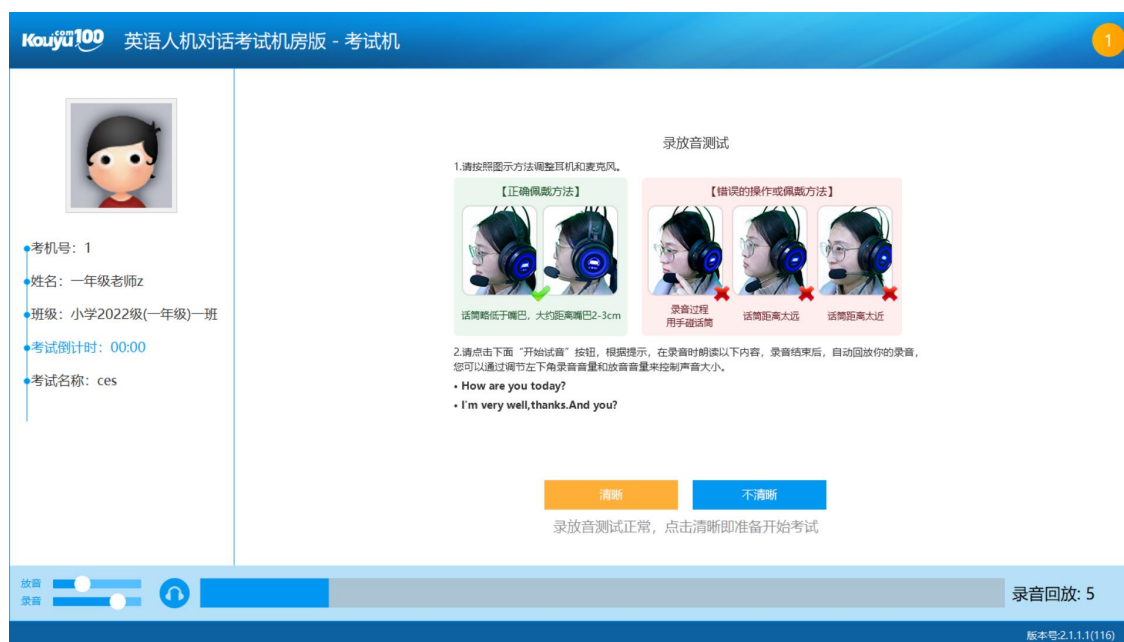 Kouyu100.com 英语人机对话考试机房版 - 考试机
1
考机号：1
姓名：一年级老师z
班级：小学2022级(一年级)一班
考试倒计时：00:00
考试名称：ces
录放音测试
1.请按照图示方法调整耳机和麦克风。
【正确佩戴方法】
话筒略低于嘴巴，大约距离嘴巴2-3cm
【错误的操作或佩戴方法】
录音过程
用手碰话筒
话筒距离太远
话筒距离太近
2.请点击下面“开始试音”按钮，根据提示，在录音时朗读以下内容，录音结束后，自动回放你的录音，
您可以通过调节左下角录音音量和放音音量来控制声音大小。
• How are you today?
• I'm very well,thanks.And you?
清晰
不清晰
录放音测试正常，点击清晰即准备开始考试
放音
录音
录音回放: 5
版本号:2.1.1.1(116)